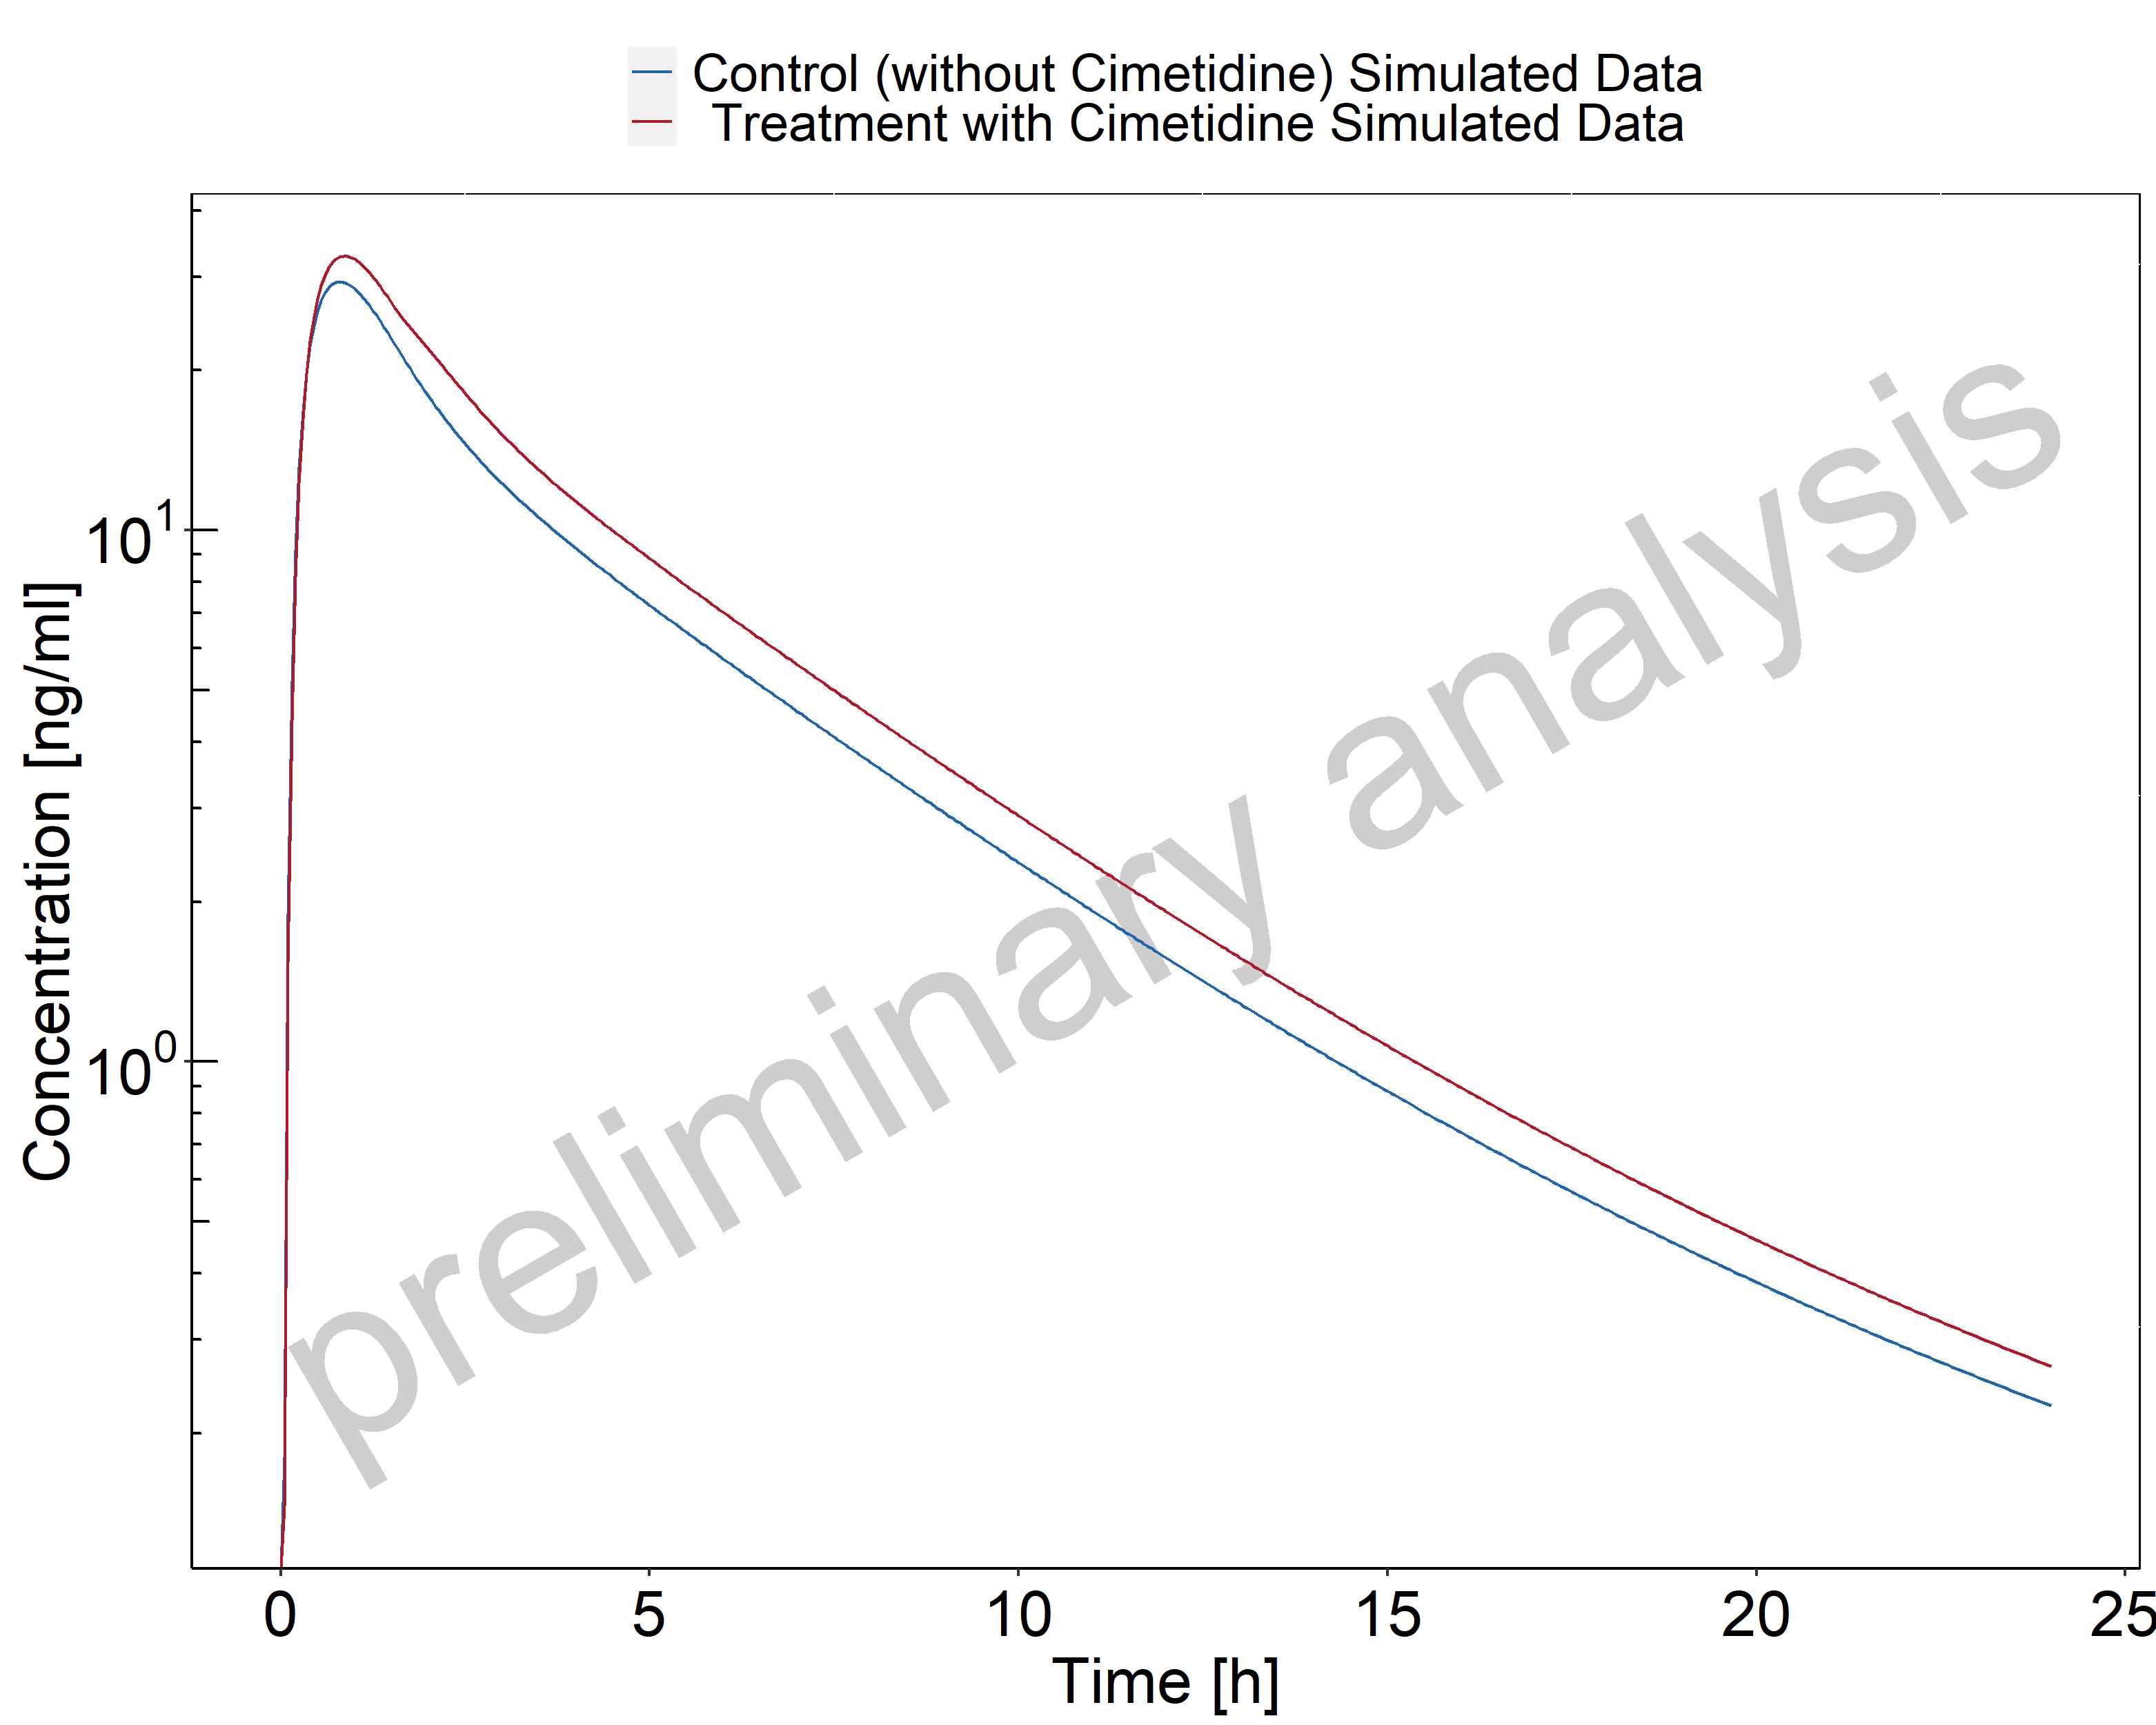 Control (without Cimetidine) Simulated Data
Treatment with Cimetidine Simulated Data
Concentration [ng/ml]
10¹
10⁰
preliminary analysis
0 5 10 15 20 25
Time [h]